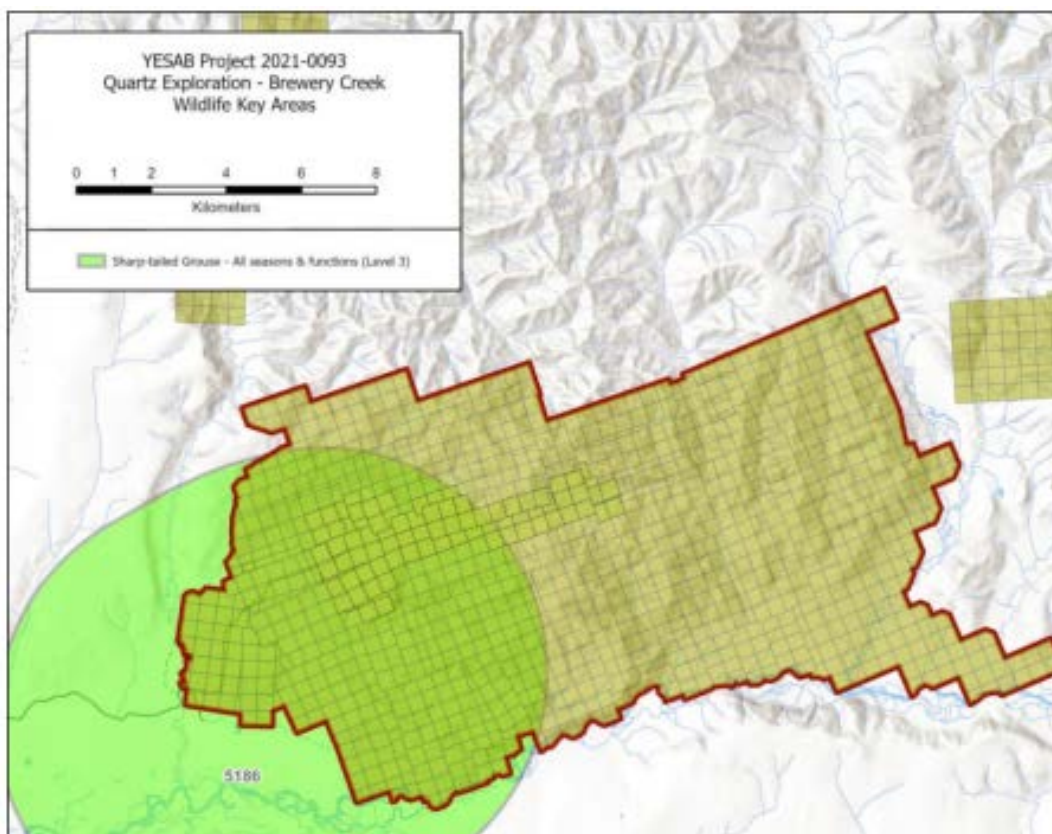 YESAB Project 2021-0093
Quartz Exploration - Brewery Creek
Wildlife Key Areas
0 1 2 4 6 8
Kilometers
Sharp-tailed Grouse - All seasons & functions (Level 3)
5186